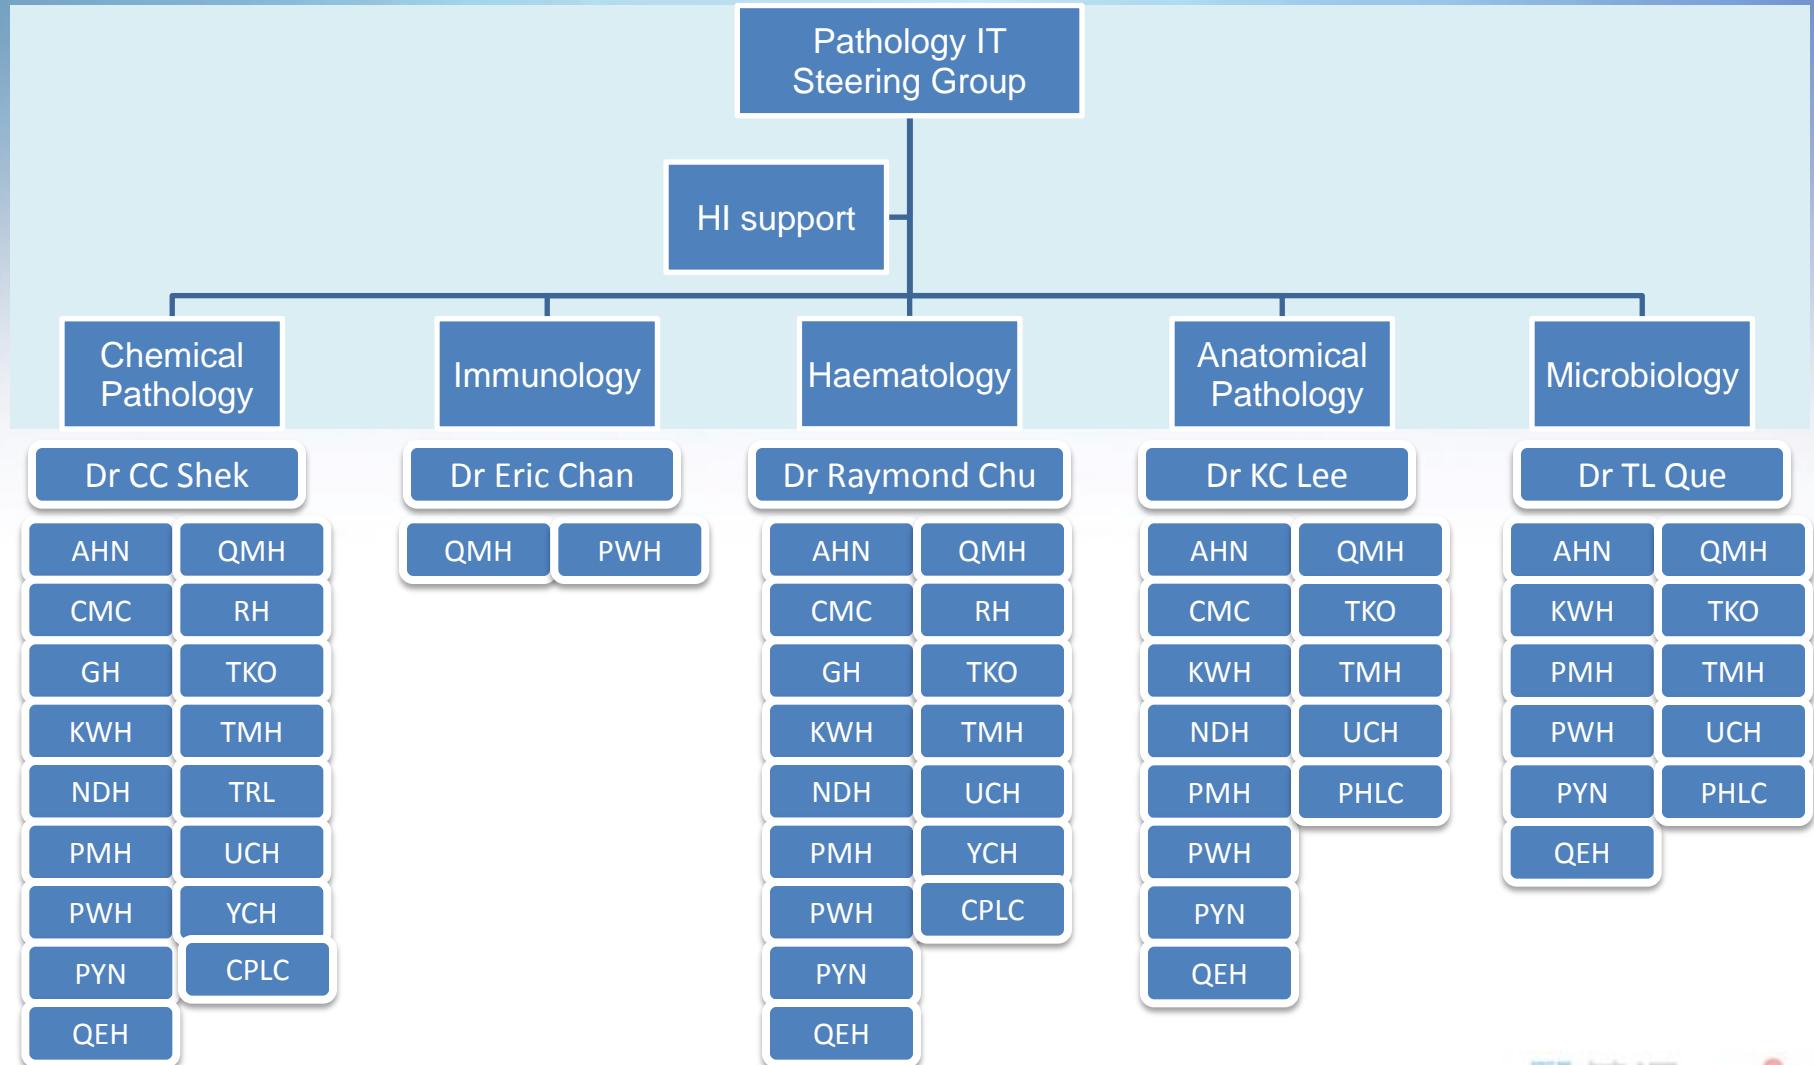 Pathology IT
Steering Group
HI support
Chemical
Pathology
Immunology
Haematology
Anatomical
Pathology
Microbiology
Dr CC Shek
Dr Eric Chan
Dr Raymond Chu
Dr KC Lee
Dr TL Que
AHN
QMH
CMC
RH
GH
TKO
KWH
TMH
NDH
TRL
PMH
UCH
PWH
YCH
PYN
CPLC
QEH
QMH
PWH
AHN
QMH
CMC
RH
GH
TKO
KWH
TMH
NDH
UCH
PMH
YCH
PWH
CPLC
PYN
QEH
AHN
QMH
CMC
TKO
KWH
TMH
NDH
UCH
PMH
PHLC
PWH
PYN
QEH
AHN
QMH
KWH
TKO
PMH
TMH
PWH
UCH
PYN
PHLC
QEH